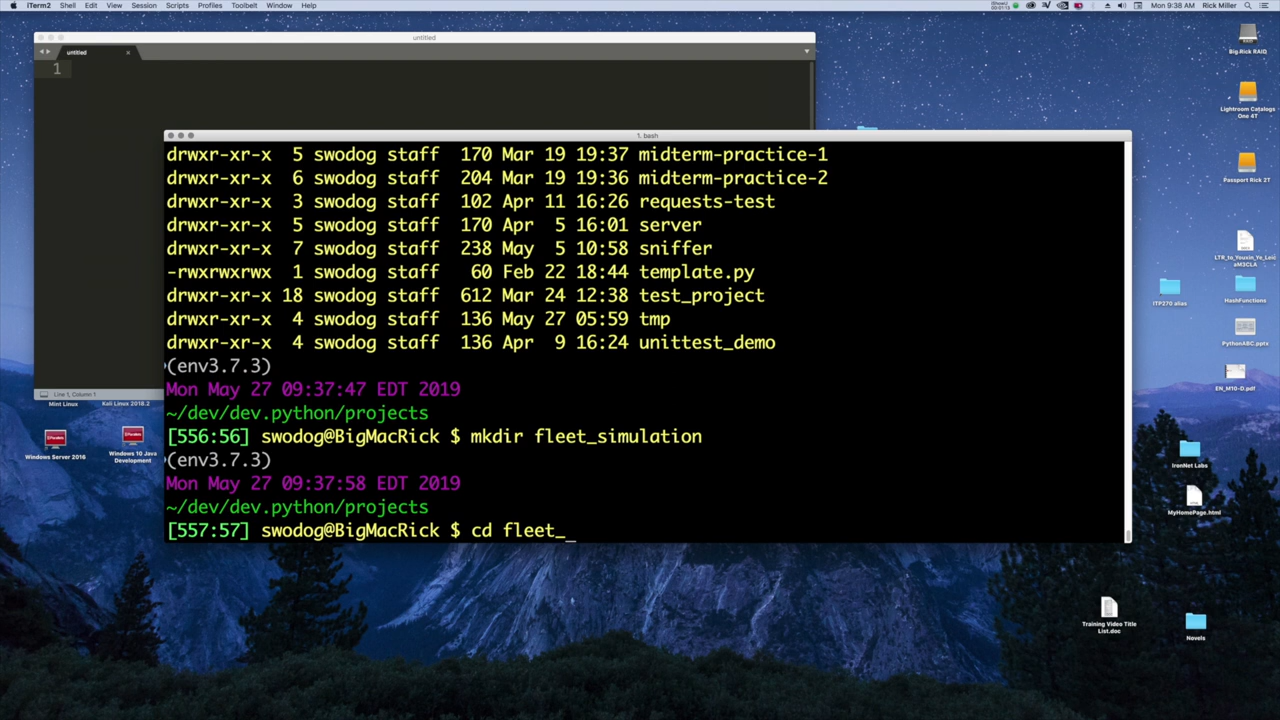 iTerm2 Shell Edit View Session Scripts Profiles Toolbelt Window Help
Mon 9:38 AM Rick Miller
untitled
untitled
1
1. bash
drwxr-xr-x 5 swodog staff 170 Mar 19 19:37 midterm-practice-1
drwxr-xr-x 6 swodog staff 204 Mar 19 19:36 midterm-practice-2
drwxr-xr-x 3 swodog staff 102 Apr 11 16:26 requests-test
drwxr-xr-x 5 swodog staff 170 Apr 5 16:01 server
drwxr-xr-x 7 swodog staff 238 May 5 10:58 sniffer
-rwxrwxrwx 1 swodog staff 60 Feb 22 18:44 template.py
drwxr-xr-x 18 swodog staff 612 Mar 24 12:38 test_project
drwxr-xr-x 4 swodog staff 136 May 27 05:59 tmp
drwxr-xr-x 4 swodog staff 136 Apr 9 16:24 unittest_demo
(env3.7.3)
Mon May 27 09:37:47 EDT 2019
~/dev/dev.python/projects
[556:56] swodog@BigMacRick $ mkdir fleet_simulation
(env3.7.3)
Mon May 27 09:37:58 EDT 2019
~/dev/dev.python/projects
[557:57] swodog@BigMacRick $ cd fleet_
Line 1, Column 1
Mint Linux
Kali Linux 2018.2
Windows Server 2016
Windows 10 Java
Development
Big Rick RAID
Lightroom Catalogs
One 4T
Passport Rick 2T
LTR_to_Youxin_Ye_Leic
aM3CLA
ITP270 alias
HashFunctions
PythonABC.ppts
EN_M10-D.pdf
IronNet Labs
MyHomePage.html
Training Video Title
List.doc
Novels